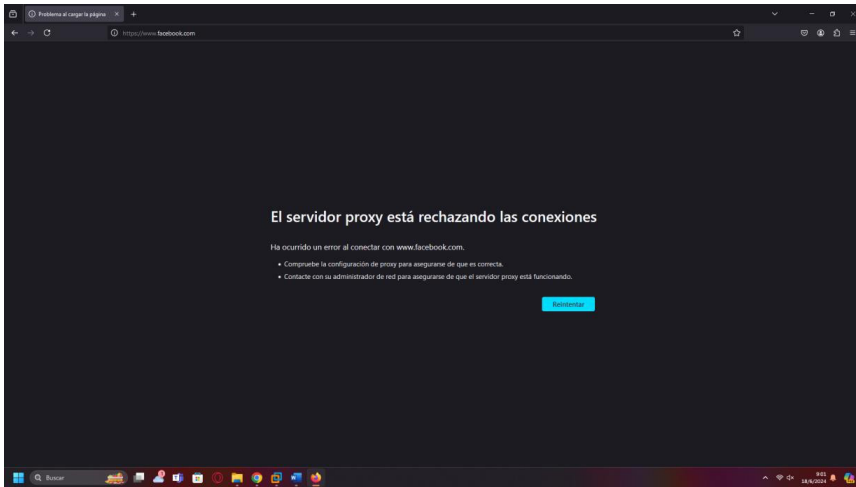 Problema al cargar la página
https://www.facebook.com
El servidor proxy está rechazando las conexiones
Ha ocurrido un error al conectar con www.facebook.com.
• Compruebe la configuración de proxy para asegurarse de que es correcta.
• Contacte con su administrador de red para asegurarse de que el servidor proxy está funcionando.
Reintentar
Buscar
9:01
18/6/2024